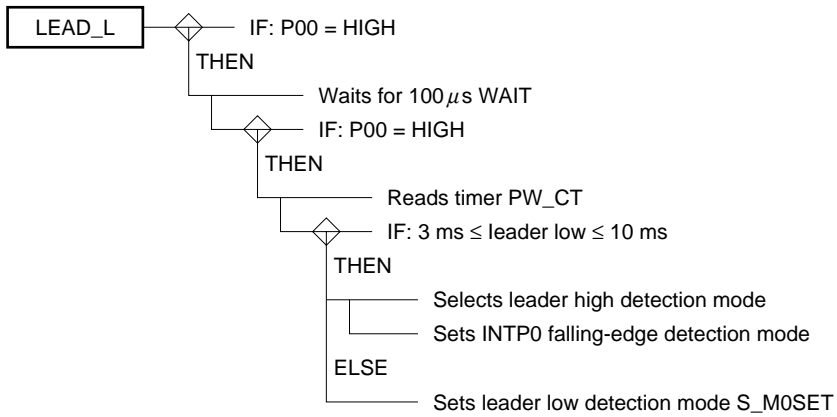 LEAD_L
IF: P00 = HIGH
THEN
Waits for 100 μs WAIT
IF: P00 = HIGH
THEN
Reads timer PW_CT
IF: 3 ms ≤ leader low ≤ 10 ms
THEN
Selects leader high detection mode
Sets INTP0 falling-edge detection mode
ELSE
Sets leader low detection mode S_M0SET